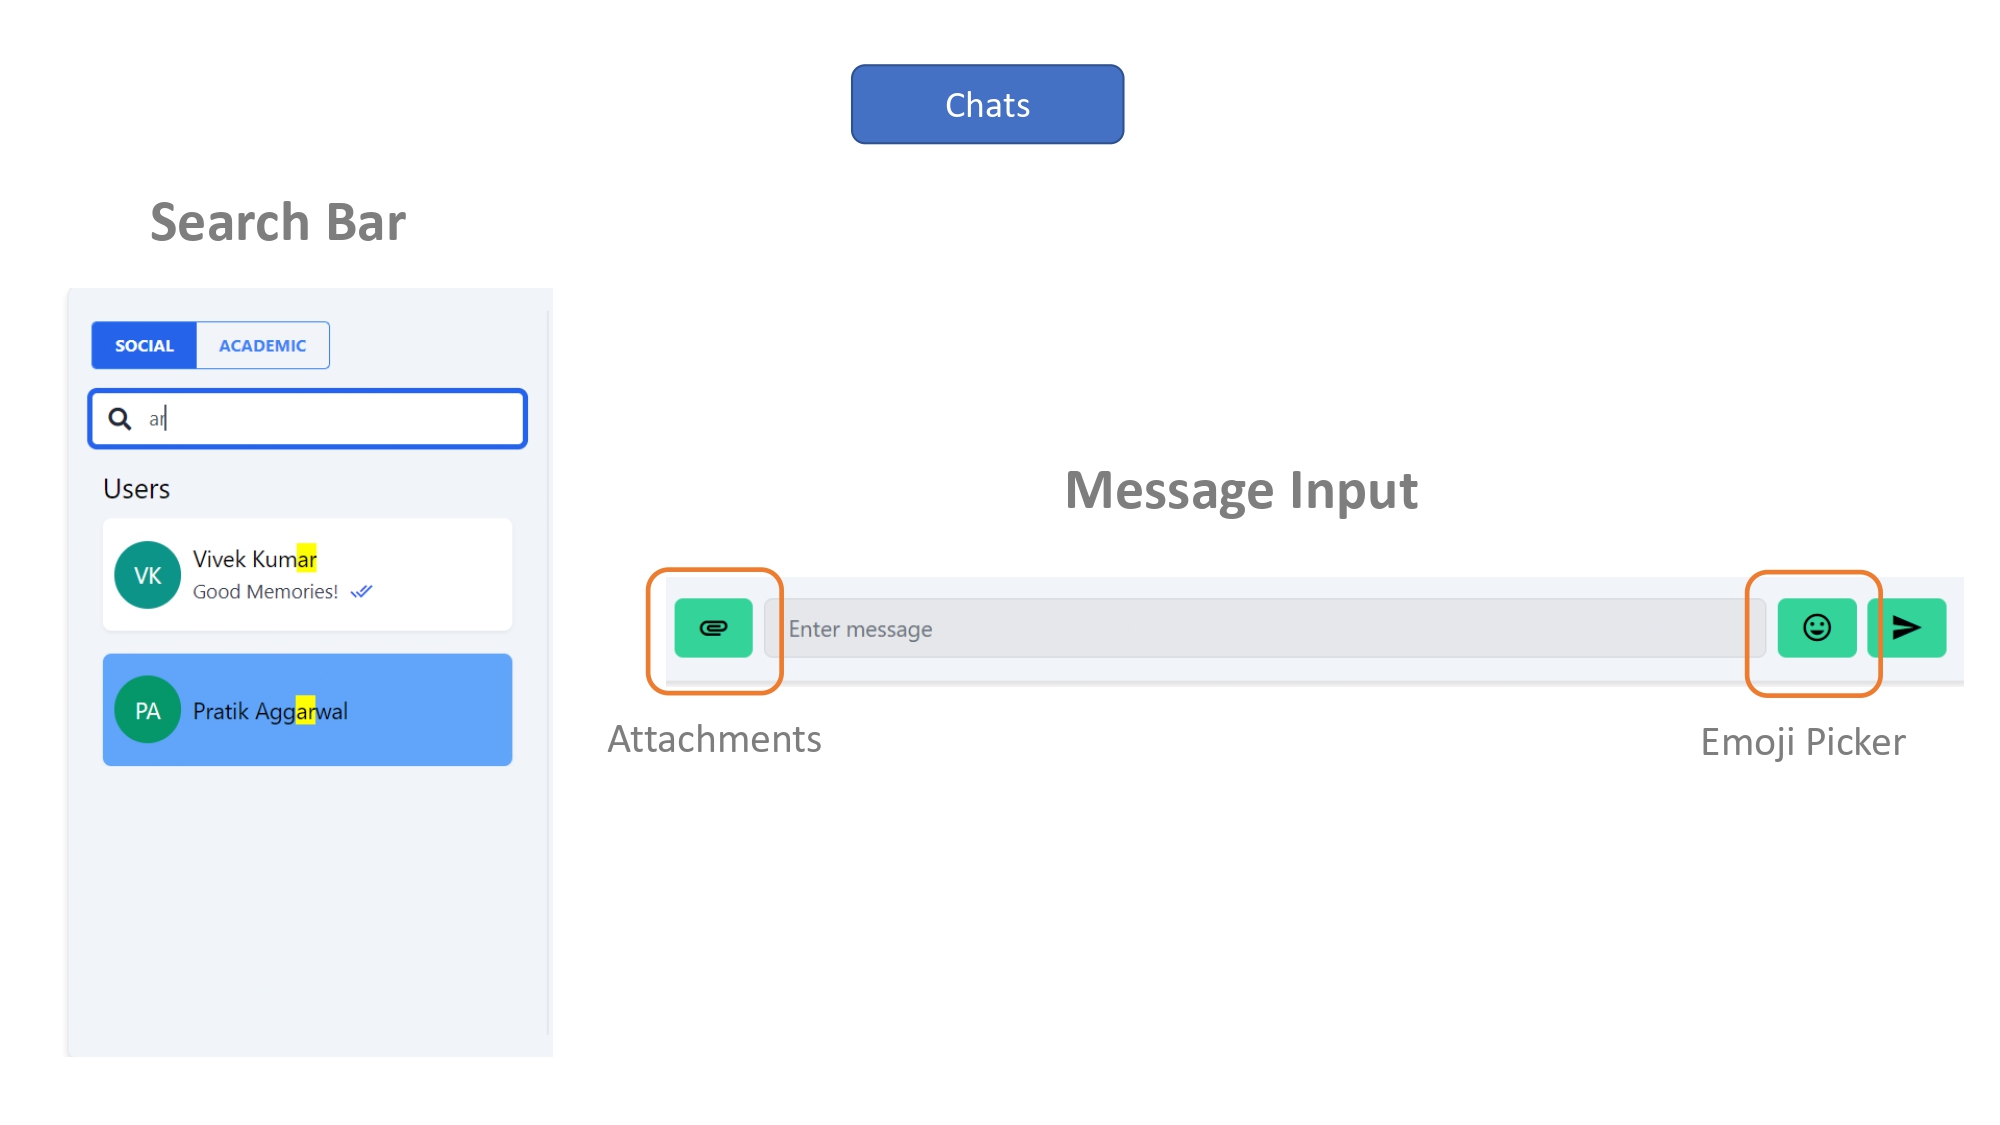 Chats
Search Bar
SOCIAL ACADEMIC
ar
Users
VK
Vivek Kumar
Good Memories!
PA
Pratik Aggarwal
Message Input
Enter message
Attachments
Emoji Picker